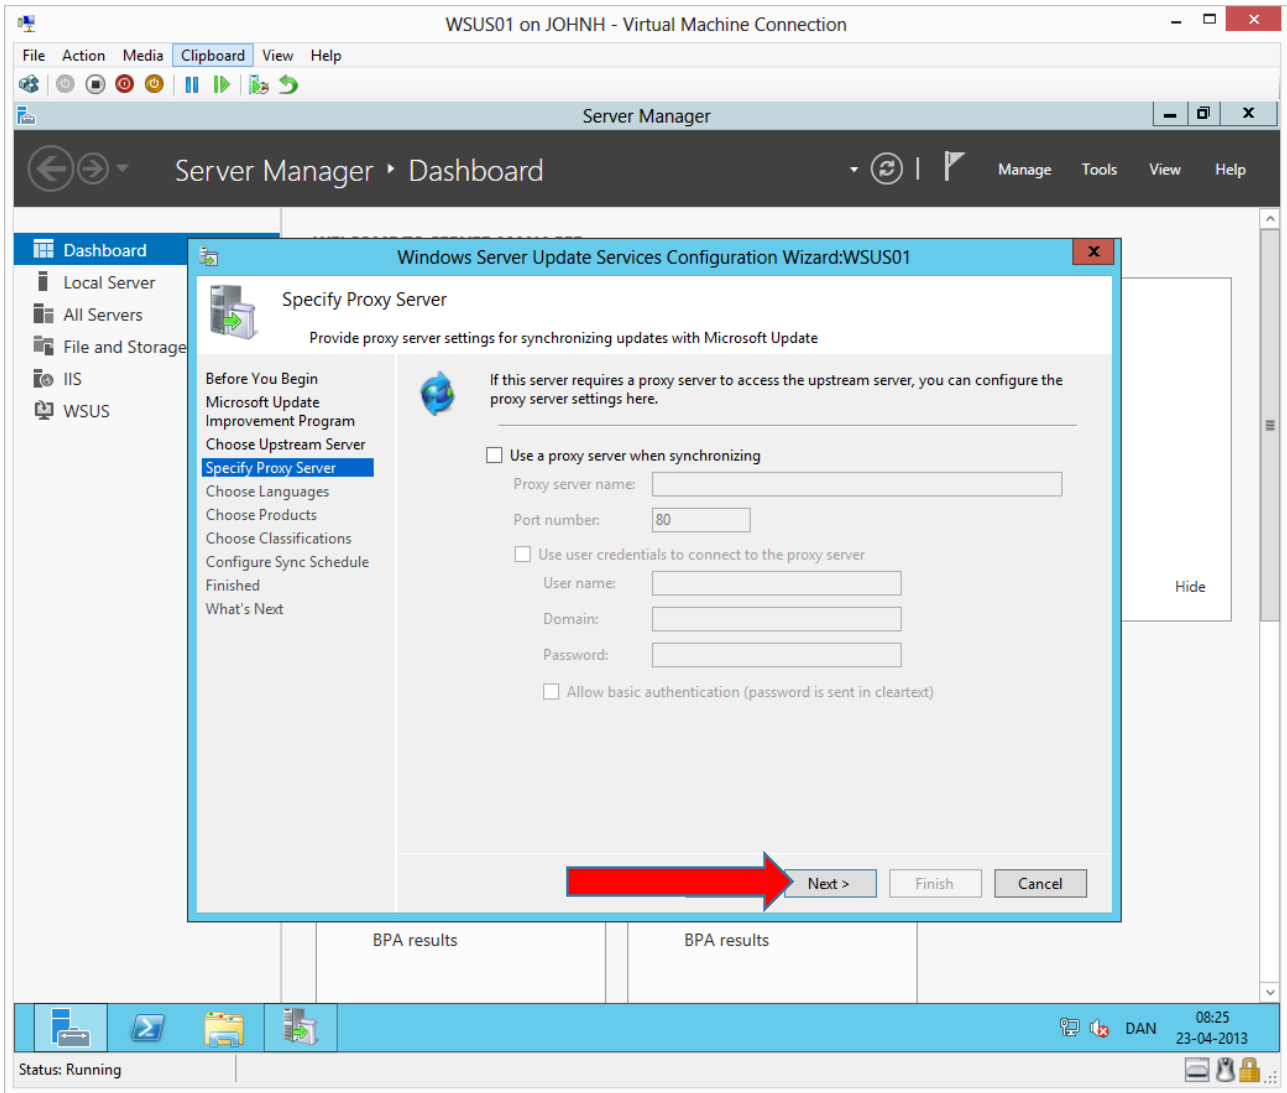 WSUS01 on JOHNH - Virtual Machine Connection
File Action Media Clipboard View Help
Server Manager
Server Manager Dashboard
Manage Tools View Help
Dashboard
Local Server
All Servers
File and Storage
IIS
WSUS
Windows Server Update Services Configuration Wizard:WSUS01
Specify Proxy Server
Provide proxy server settings for synchronizing updates with Microsoft Update
Before You Begin
Microsoft Update
Improvement Program
Choose Upstream Server
Specify Proxy Server
Choose Languages
Choose Products
Choose Classifications
Configure Sync Schedule
Finished
What's Next
If this server requires a proxy server to access the upstream server, you can configure the
proxy server settings here.
Use a proxy server when synchronizing
Proxy server name:
Port number: 80
Use user credentials to connect to the proxy server
User name:
Domain:
Password:
Allow basic authentication (password is sent in cleartext)
Next > Finish Cancel
Hide
BPA results BPA results
DAN
08:25
23-04-2013
Status: Running